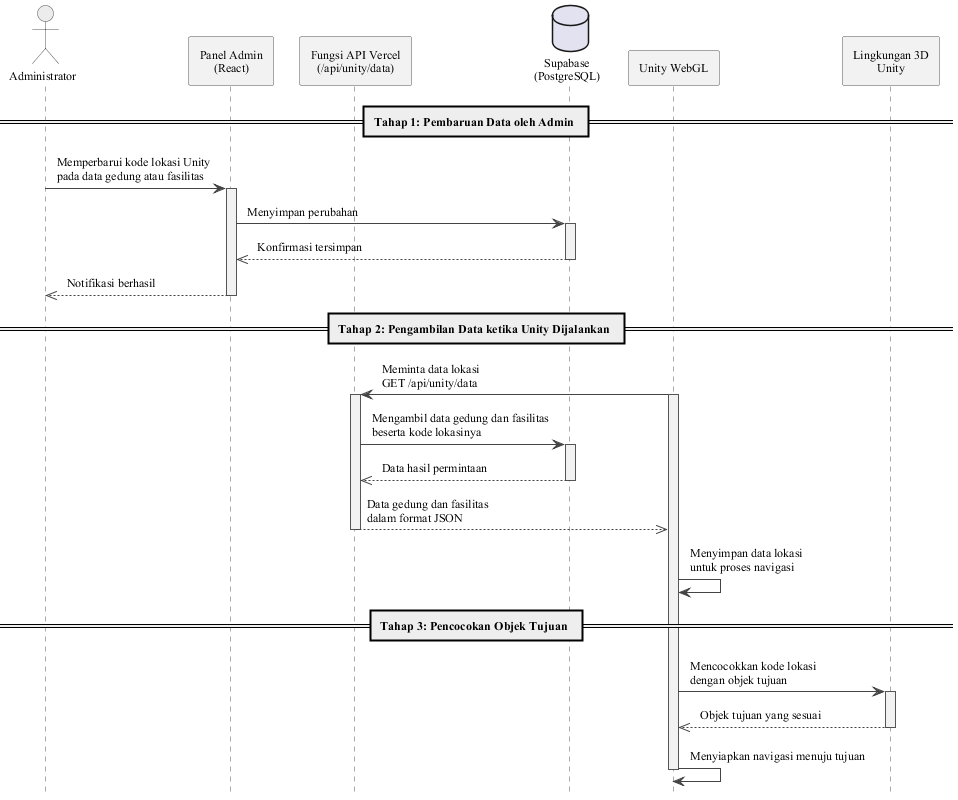 Administrator
Panel Admin
(React)
Fungsi API Vercel
(/api/unity/data)
Supabase
(PostgreSQL)
Unity WebGL
Lingkungan 3D
Unity
Tahap 1: Pembaruan Data oleh Admin
Memperbarui kode lokasi Unity
pada data gedung atau fasilitas
Menyimpan perubahan
Konfirmasi tersimpan
Notifikasi berhasil
Tahap 2: Pengambilan Data ketika Unity Dijalankan
Meminta data lokasi
GET /api/unity/data
Mengambil data gedung dan fasilitas
beserta kode lokasinya
Data hasil permintaan
Data gedung dan fasilitas
dalam format JSON
Menyimpan data lokasi
untuk proses navigasi
Tahap 3: Pencocokan Objek Tujuan
Mencocokkan kode lokasi
dengan objek tujuan
Objek tujuan yang sesuai
Menyiapkan navigasi menuju tujuan